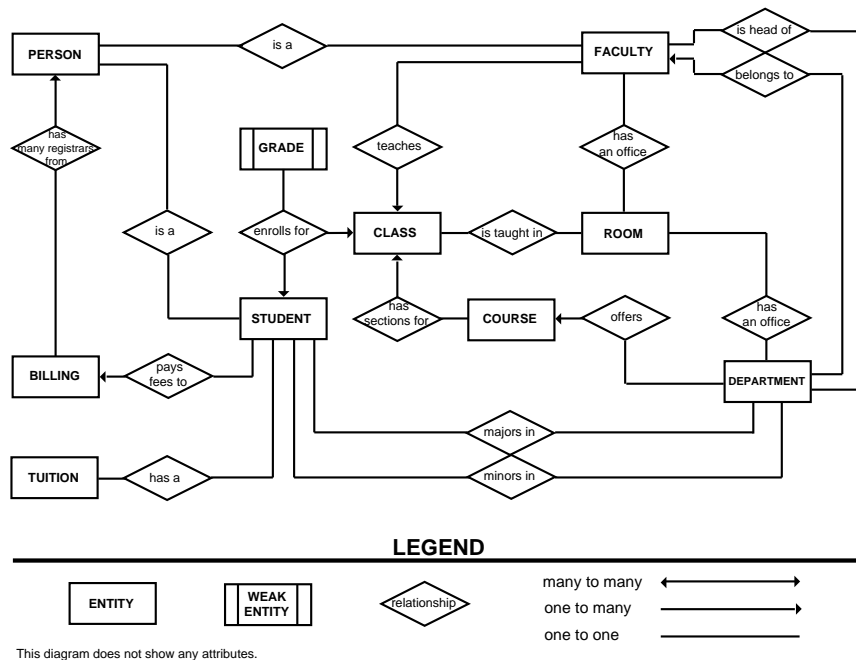 is a
is head of
PERSON
FACULTY
belongs to
has
many registrars
from
GRADE
teaches
has
an office
is a
enrolls for
CLASS
is taught in
ROOM
STUDENT
has
sections for
COURSE
offers
has
an office
BILLING
pays
fees to
DEPARTMENT
majors in
TUITION
has a
minors in
LEGEND
ENTITY
WEAK
ENTITY
relationship
many to many
one to many
one to one
This diagram does not show any attributes.